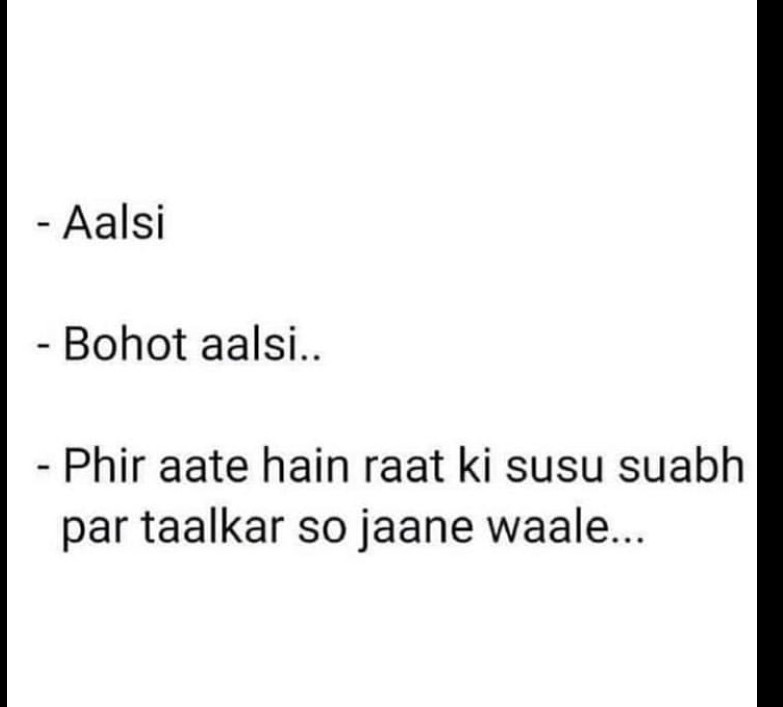 - Aalsi
- Bohot aalsi..
- Phir aate hain raat ki susu suabh
par taalkar so jaane waale...